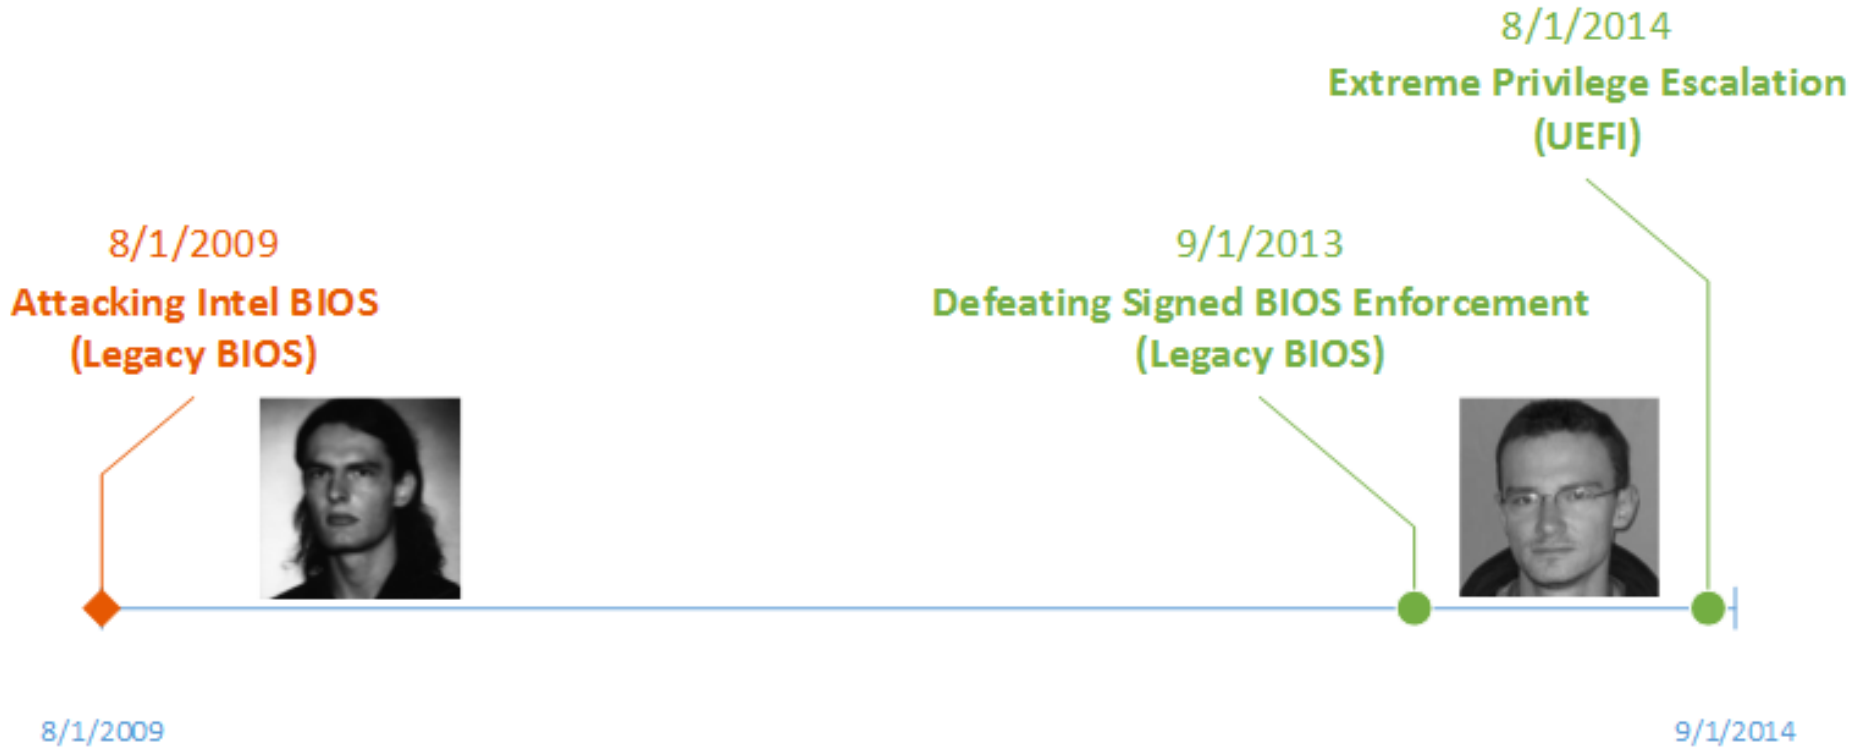 8/1/2014
Extreme Privilege Escalation
(UEFI)
8/1/2009
Attacking Intel BIOS
(Legacy BIOS)
9/1/2013
Defeating Signed BIOS Enforcement
(Legacy BIOS)
8/1/2009
9/1/2014